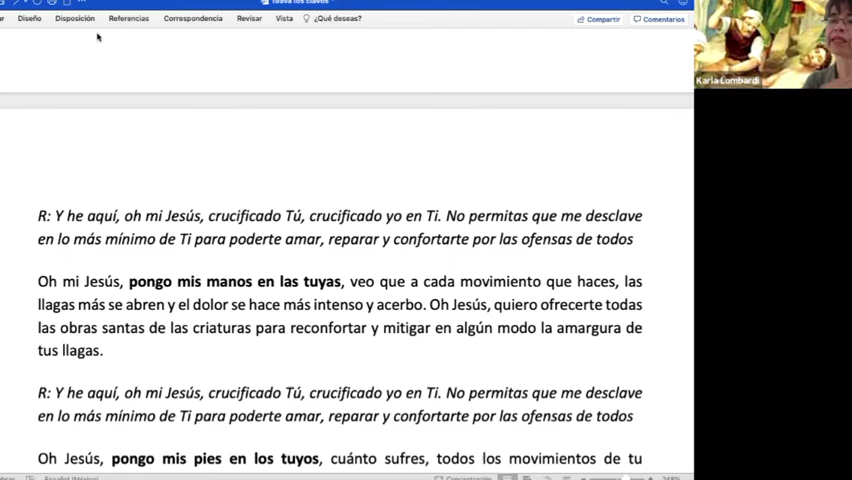 199va los clavos
Diseño Disposición Referencias Correspondencia Revisar Vista ¿Qué deseas? Compartir Comentarios
Karla Lombardi
R: Y he aquí, oh mi Jesús, crucificado Tú, crucificado yo en Ti. No permitas que me desclave
en lo más mínimo de Ti para poderte amar, reparar y confortarte por las ofensas de todos
Oh mi Jesús, pongo mis manos en las tuyas, veo que a cada movimiento que haces, las
llagas más se abren y el dolor se hace más intenso y acerbo. Oh Jesús, quiero ofrecerte todas
las obras santas de las criaturas para reconfortar y mitigar en algún modo la amargura de
tus llagas.
R: Y he aquí, oh mi Jesús, crucificado Tú, crucificado yo en Ti. No permitas que me desclave
en lo más mínimo de Ti para poderte amar, reparar y confortarte por las ofensas de todos
Oh Jesús, pongo mis pies en los tuyos, cuánto sufres, todos los movimientos de tu